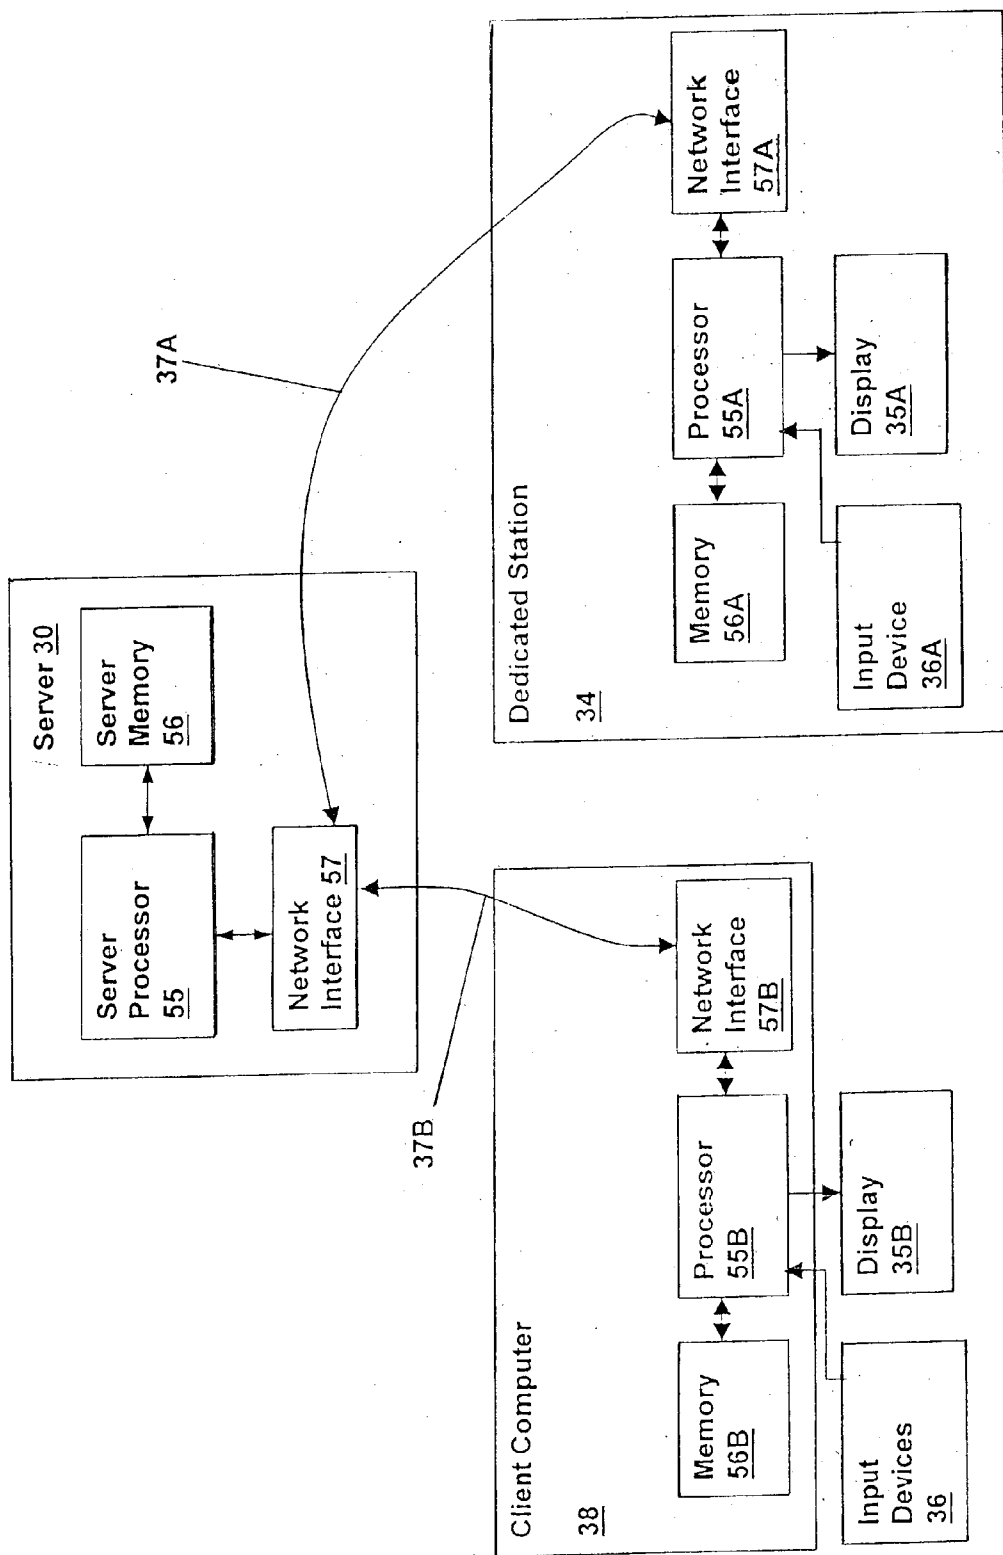 Server 30
Server
Processor
55
Server
Memory
56
Network
Interface 57
37B
37A
Client Computer
38
Memory
56B
Processor
55B
Network
Interface
57B
Input
Devices
36
Display
35B
Dedicated Station
34
Memory
56A
Processor
55A
Network
Interface
57A
Input
Device
36A
Display
35A